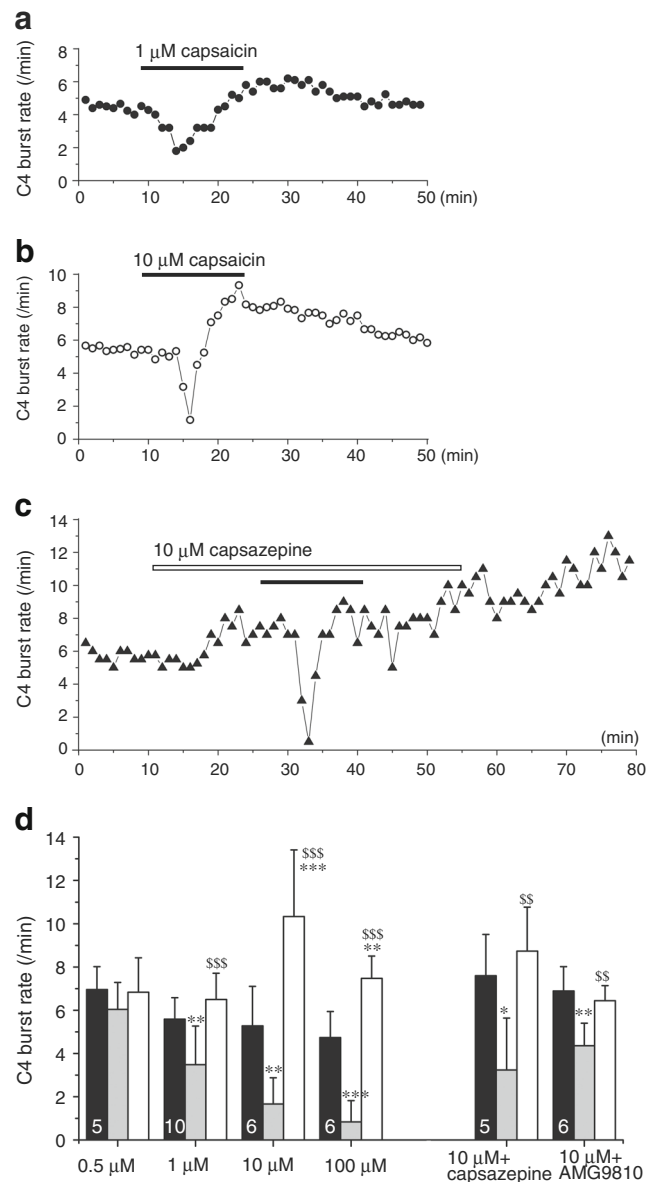 a
1 µM capsaicin
C4 burst rate (/min)
8
6
4
2
0
0 10 20 30 40 50 (min)
b
10 µM capsaicin
C4 burst rate (/min)
10
8
6
4
2
0
0 10 20 30 40 50 (min)
c
10 µM capsazepine
C4 burst rate (/min)
14
12
10
8
6
4
2
0
(min)
0 10 20 30 40 50 60 70 80
d
C4 burst rate (/min)
14
12
10
8
6
4
2
0
$$$
***
$$$
**
$$$
**
**
***
$$
*
$$
**
5 10 6 6 5 6
0.5 µM 1 µM 10 µM 100 µM
10 µM+ 10 µM+
capsazepine AMG9810